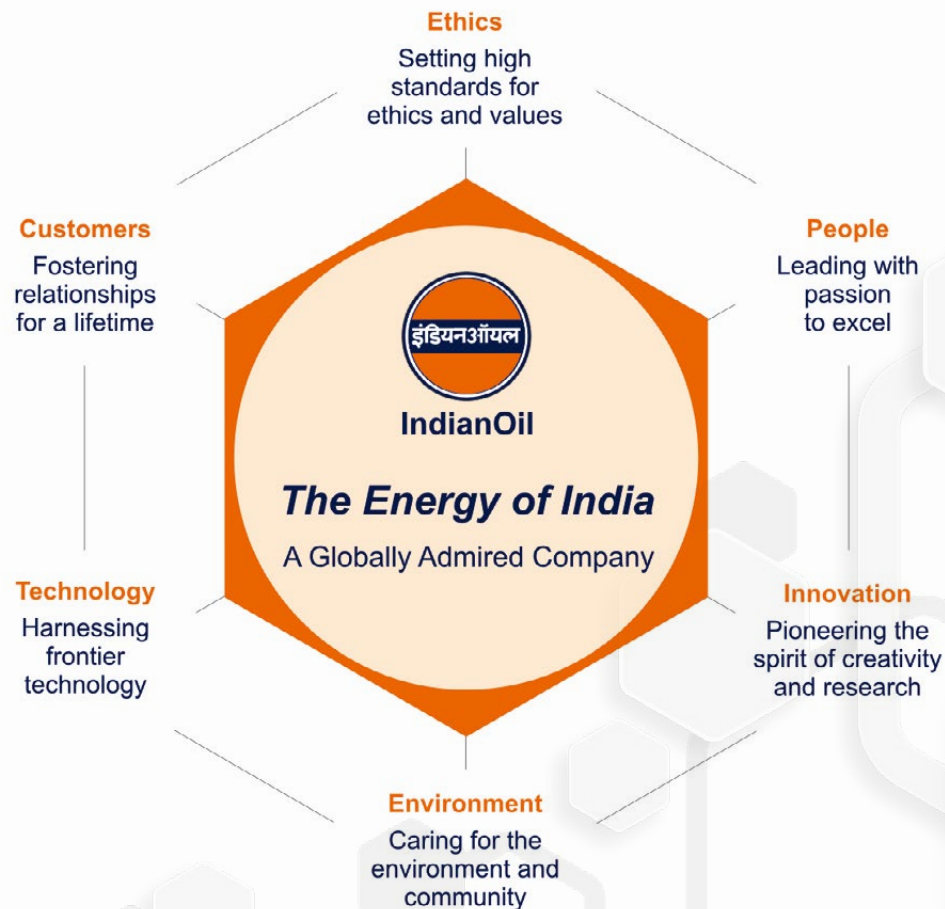 Ethics
Setting high
standards for
ethics and values
Customers
Fostering
relationships
for a lifetime
People
Leading with
passion
to excel
इंडियनऑयल
IndianOil
The Energy of India
A Globally Admired Company
Technology
Harnessing
frontier
technology
Innovation
Pioneering the
spirit of creativity
and research
Environment
Caring for the
environment and
community